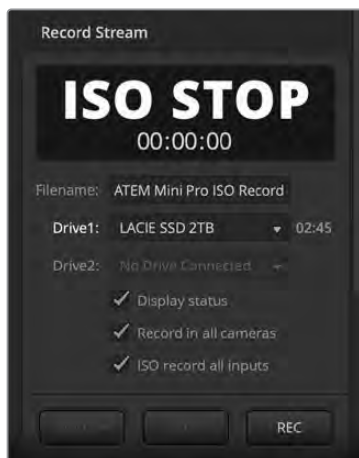 Record Stream
ISO STOP
00:00:00
Filename: ATEM Mini Pro ISO Record
Drive1: LACIE SSD 2TB 02:45
Drive2: No Drive Connected
Display status
Record in all cameras
ISO record all inputs
REC